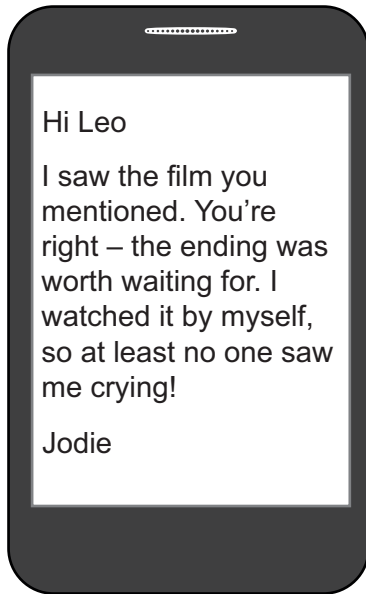 Hi Leo
I saw the film you
mentioned. You’re
right – the ending was
worth waiting for. I
watched it by myself,
so at least no one saw
me crying!
Jodie